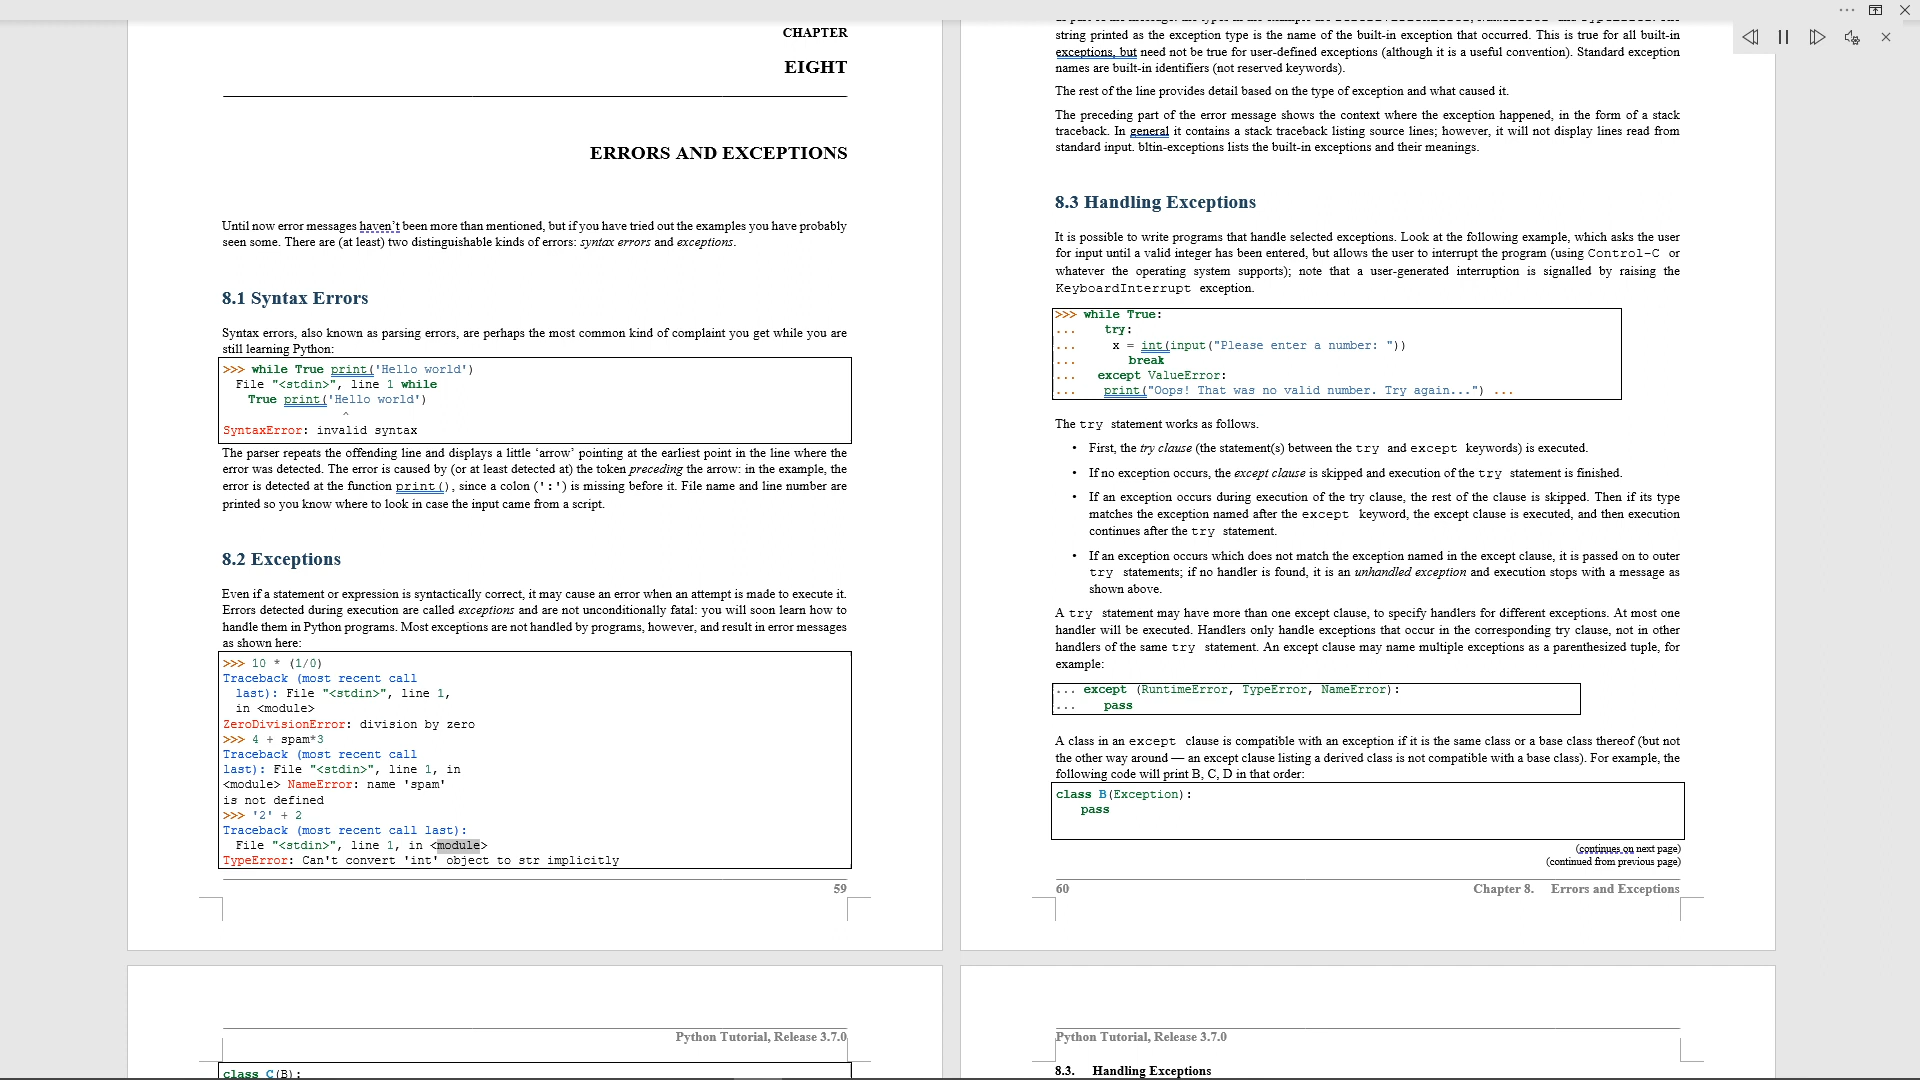 CHAPTER
EIGHT
ERRORS AND EXCEPTIONS
Until now error messages haven't been more than mentioned, but if you have tried out the examples you have probably
seen some. There are (at least) two distinguishable kinds of errors: syntax errors and exceptions.
8.1 Syntax Errors
Syntax errors, also known as parsing errors, are perhaps the most common kind of complaint you get while you are
still learning Python:
>>> while True print('Hello world')
File "<stdin>", line 1 while
True print('Hello world')
^
SyntaxError: invalid syntax
The parser repeats the offending line and displays a little ‘arrow’ pointing at the earliest point in the line where the
error was detected. The error is caused by (or at least detected at) the token preceding the arrow: in the example, the
error is detected at the function print(), since a colon (':') is missing before it. File name and line number are
printed so you know where to look in case the input came from a script.
8.2 Exceptions
Even if a statement or expression is syntactically correct, it may cause an error when an attempt is made to execute it.
Errors detected during execution are called exceptions and are not unconditionally fatal: you will soon learn how to
handle them in Python programs. Most exceptions are not handled by programs, however, and result in error messages
as shown here:
>>> 10 * (1/0)
Traceback (most recent call
last): File "<stdin>", line 1,
in <module>
ZeroDivisionError: division by zero
>>> 4 + spam*3
Traceback (most recent call
last): File "<stdin>", line 1, in
<module> NameError: name 'spam'
is not defined
>>> '2' + 2
Traceback (most recent call last):
File "<stdin>", line 1, in <module>
TypeError: Can't convert 'int' object to str implicitly
59
string printed as the exception type is the name of the built-in exception that occurred. This is true for all built-in
exceptions, but need not be true for user-defined exceptions (although it is a useful convention). Standard exception
names are built-in identifiers (not reserved keywords).
The rest of the line provides detail based on the type of exception and what caused it.
The preceding part of the error message shows the context where the exception happened, in the form of a stack
traceback. In general it contains a stack traceback listing source lines; however, it will not display lines read from
standard input. bltin-exceptions lists the built-in exceptions and their meanings.
8.3 Handling Exceptions
It is possible to write programs that handle selected exceptions. Look at the following example, which asks the user
for input until a valid integer has been entered, but allows the user to interrupt the program (using Control-C or
whatever the operating system supports); note that a user-generated interruption is signalled by raising the
KeyboardInterrupt exception.
>>> while True:
... try:
... x = int(input("Please enter a number: "))
... break
... except ValueError:
... print("Oops! That was no valid number. Try again...") ...
The try statement works as follows.
• First, the try clause (the statement(s) between the try and except keywords) is executed.
• If no exception occurs, the except clause is skipped and execution of the try statement is finished.
• If an exception occurs during execution of the try clause, the rest of the clause is skipped. Then if its type
matches the exception named after the except keyword, the except clause is executed, and then execution
continues after the try statement.
• If an exception occurs which does not match the exception named in the except clause, it is passed on to outer
try statements; if no handler is found, it is an unhandled exception and execution stops with a message as
shown above.
A try statement may have more than one except clause, to specify handlers for different exceptions. At most one
handler will be executed. Handlers only handle exceptions that occur in the corresponding try clause, not in other
handlers of the same try statement. An except clause may name multiple exceptions as a parenthesized tuple, for
example:
... except (RuntimeError, TypeError, NameError):
... pass
A class in an except clause is compatible with an exception if it is the same class or a base class thereof (but not
the other way around — an except clause listing a derived class is not compatible with a base class). For example, the
following code will print B, C, D in that order:
class B(Exception):
pass
(continues on next page)
(continued from previous page)
60 Chapter 8. Errors and Exceptions
Python Tutorial, Release 3.7.0
class C(B):
Python Tutorial, Release 3.7.0
8.3. Handling Exceptions